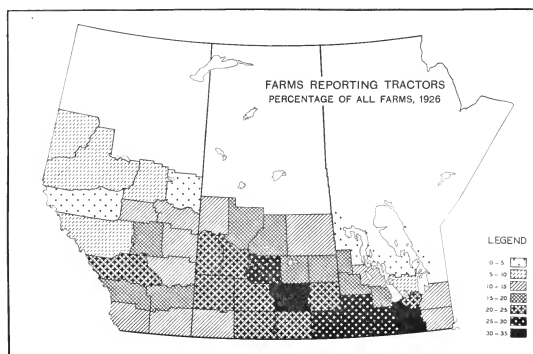 FARMS REPORTING TRACTORS
PERCENTAGE OF ALL FARMS, 1926
LEGEND
0-5
5-10
10-15
15-20
20-25
25-30
30-35